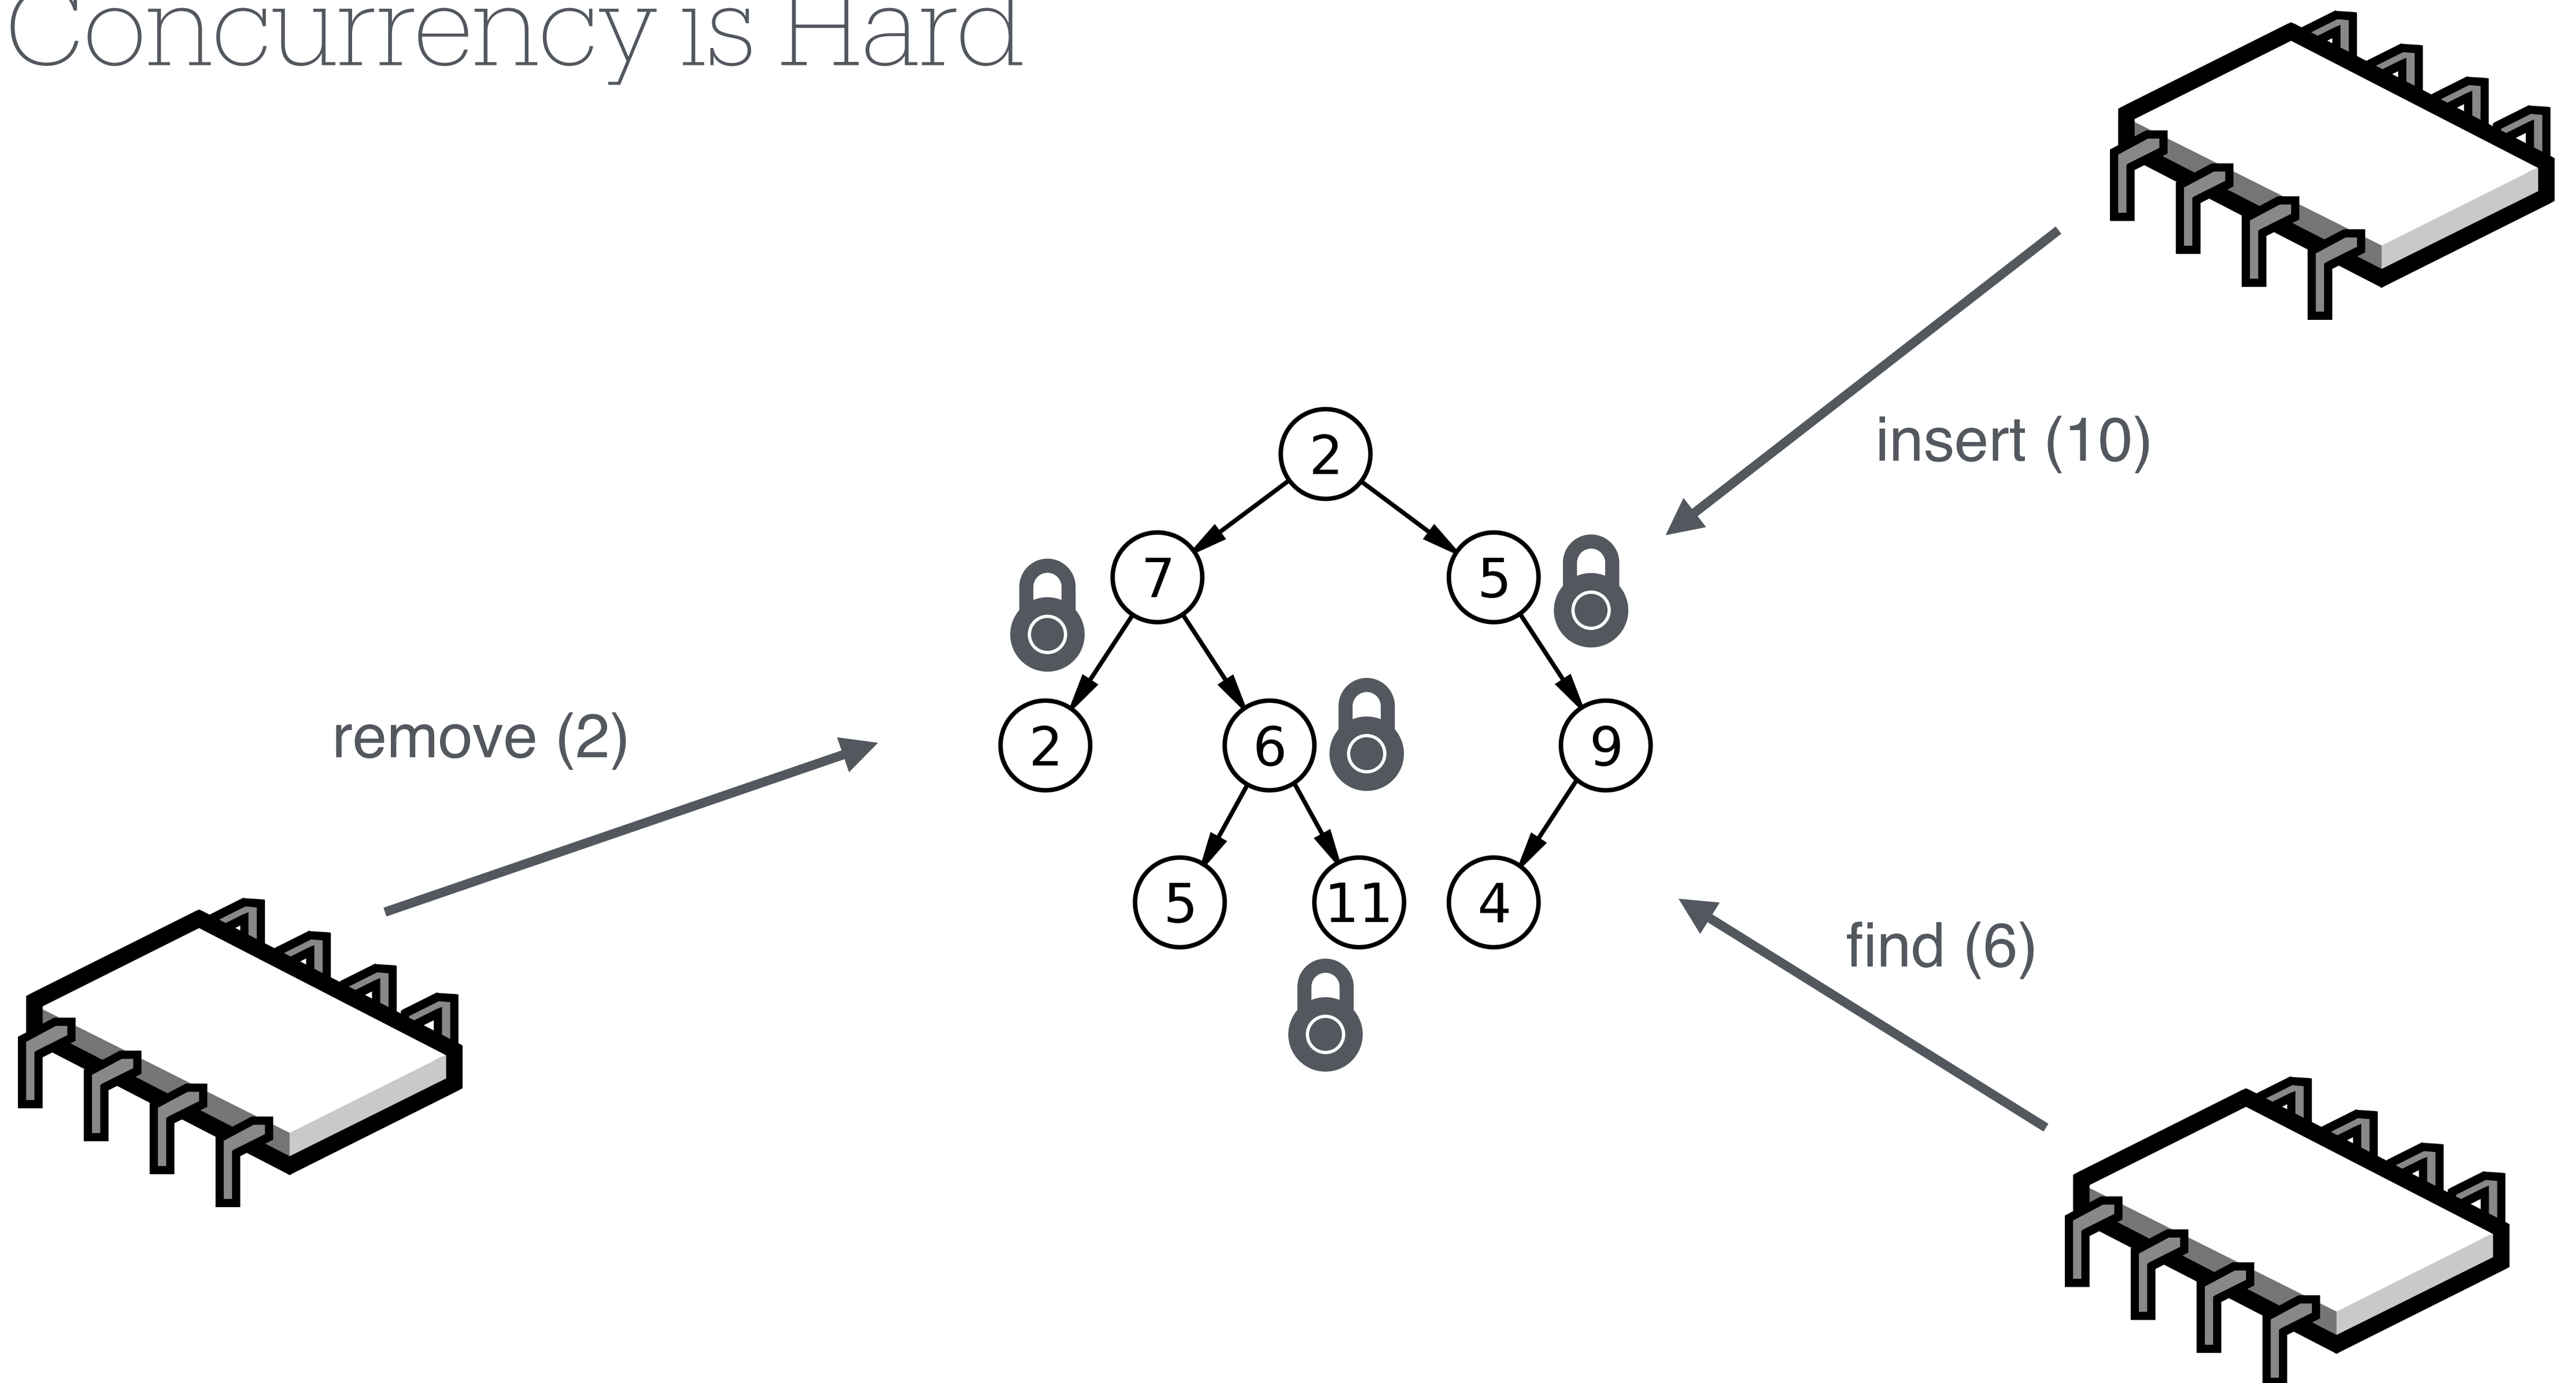 Concurrency is Hard
insert (10)
2
7
5
remove (2)
2
6
9
5
11
4
find (6)